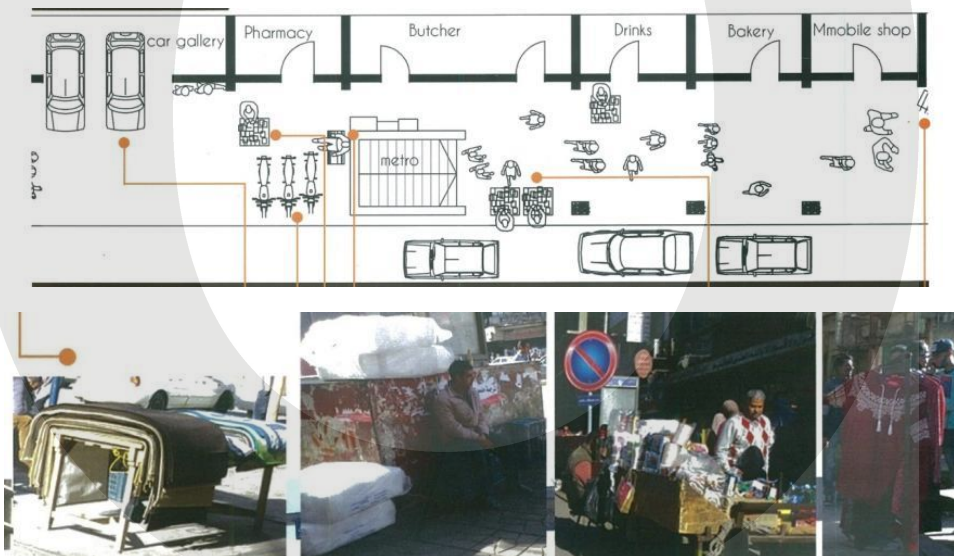 car gallery
Pharmacy
Butcher
Drinks
Bakery
Mmobile shop
metro